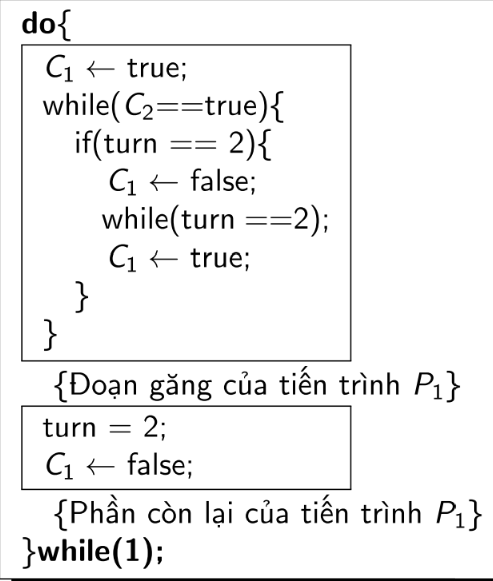 do{
C₁ ← true;
while(C₂==true){
if(turn == 2){
C₁ ← false;
while(turn ==2);
C₁ ← true;
}
}
{Đoạn găng của tiến trình P₁}
turn = 2;
C₁ ← false;
{Phần còn lại của tiến trình P₁}
}while(1);